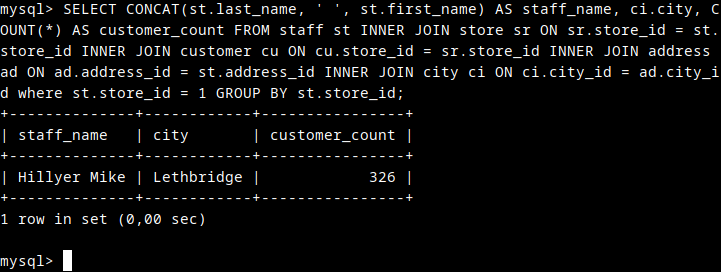 mysql> SELECT CONCAT(st.last_name, ' ', st.first_name) AS staff_name, ci.city, C
OUNT(*) AS customer_count FROM staff st INNER JOIN store sr ON sr.store_id = st.
store_id INNER JOIN customer cu ON cu.store_id = sr.store_id INNER JOIN address 
ad ON ad.address_id = st.address_id INNER JOIN city ci ON ci.city_id = ad.city_i
d where st.store_id = 1 GROUP BY st.store_id;
+--------------+------------+----------------+
| staff_name   | city       | customer_count |
+--------------+------------+----------------+
| Hillyer Mike | Lethbridge |            326 |
+--------------+------------+----------------+
1 row in set (0,00 sec)
mysql>